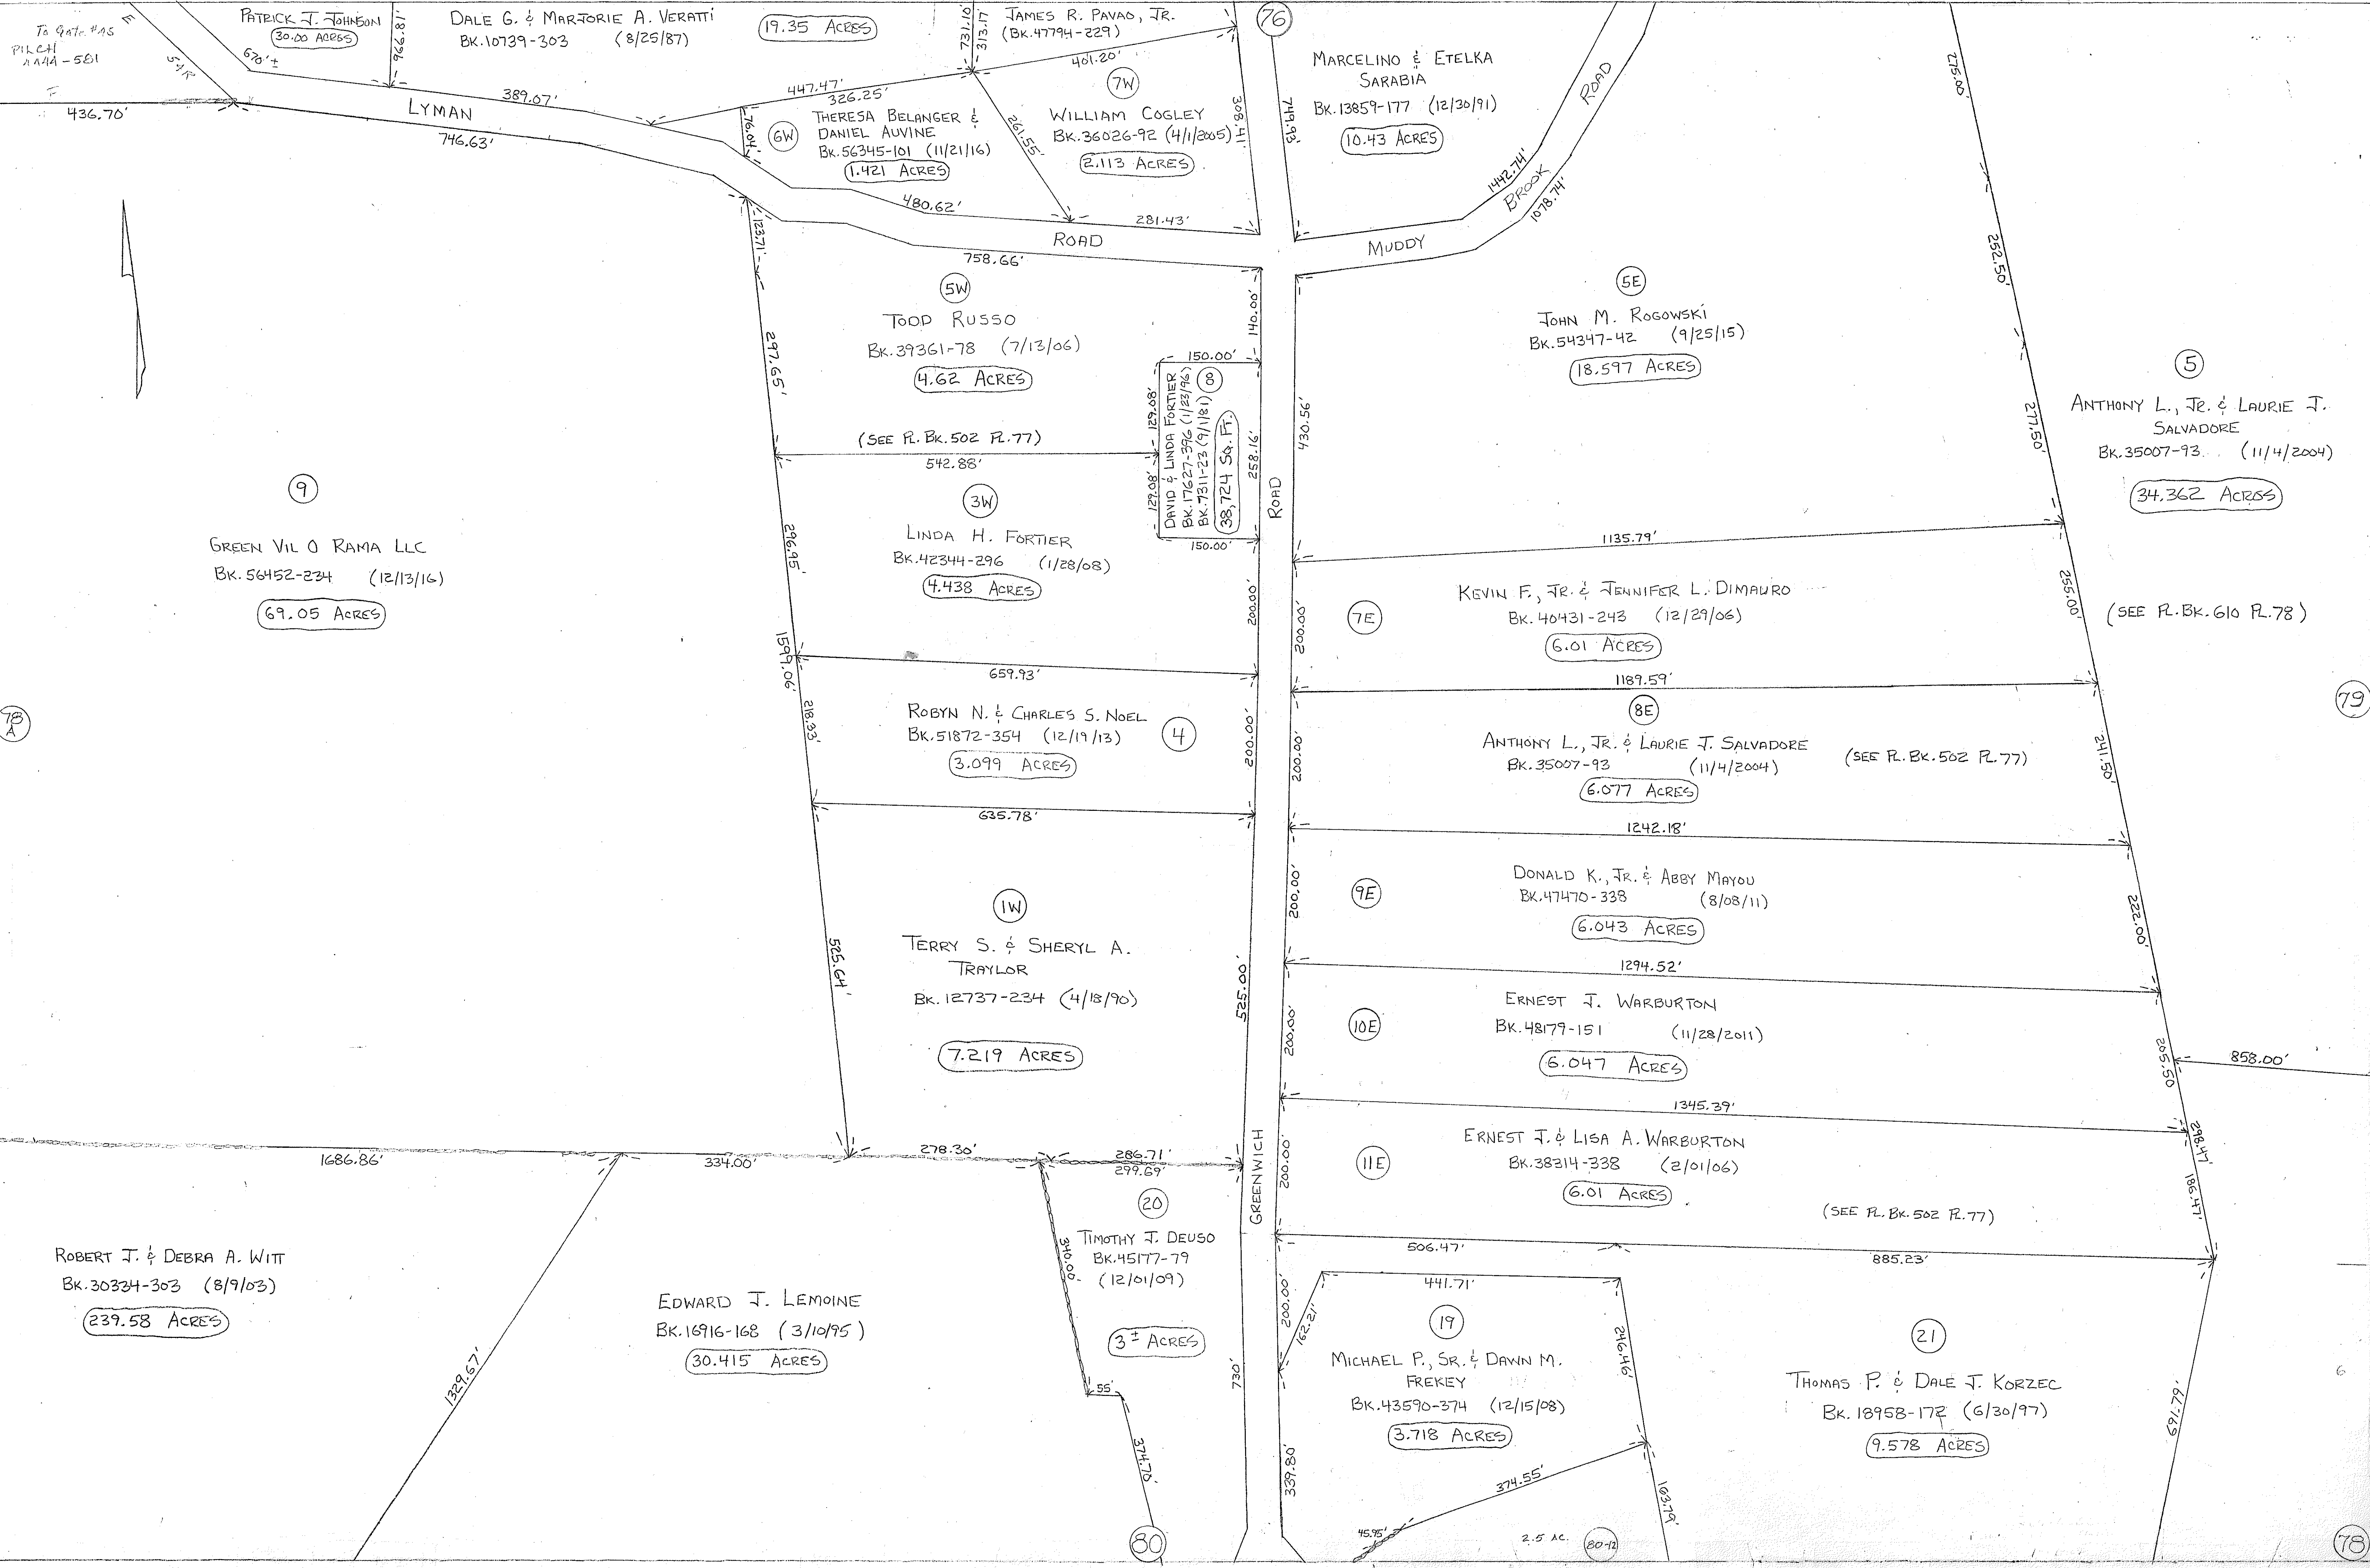 To Gate #45
PILCH
436.70'
PATRICK J. JOHNSON
30.00 ACRES
670'±
966.81'
DALE G. & MARJORIE A. VERATTI
BK.10739-303 (8/25/87)
19.35 ACRES
731.10
313.17
JAMES R. PAVAO, JR.
(BK.47794-229)
76
401.20'
447.47'
326.25'
389.07'
LYMAN
746.63'
76.04'
6W
THERESA BELANGER &
DANIEL AUVINE
BK.56345-101 (11/21/16)
1.421 ACRES
261.55'
7W
WILLIAM COGLEY
BK.36026-92 (4/1/2005)
2.113 ACRES
308.41'
749.93'
MARCELINO & ETELKA
SARABIA
BK.13859-177 (12/30/91)
10.43 ACRES
1442.74'
MUDDY
BROOK
ROAD
1078.74'
275.00'
252.50'
277.50'
480.62'
281.43'
ROAD
758.66'
123.71'
297.65'
5W
TODD RUSSO
BK.39361-78 (7/13/06)
4.62 ACRES
(SEE PL.BK.502 PL.77)
542.88'
140.00'
150.00'
129.08'
129.08'
DAVID & LINDA FORTIER
BK.17627-396 (1/23/96)
BK.7311-23 (9/1/81)
8
38,724 SQ.FT.
258.16'
150.00'
ROAD
430.56'
5E
JOHN M. ROGOWSKI
BK.54347-42 (9/25/15)
18.597 ACRES
1135.79'
5
ANTHONY L., JR. & LAURIE J.
SALVADORE
BK.35007-93 (11/4/2004)
34.362 ACRES
(SEE PL.BK.610 PL.78)
9
GREEN VIL O RAMA LLC
BK.56452-234 (12/13/16)
69.05 ACRES
1599.06'
296.95'
3W
LINDA H. FORTIER
BK.42344-296 (1/28/08)
4.438 ACRES
200.00'
659.93'
200.00'
7E
KEVIN F., JR. & JENNIFER L. DIMAURO
BK.40431-243 (12/29/06)
6.01 ACRES
255.00'
1189.59'
78
A
79
218.33'
ROBYN N. & CHARLES S. NOEL
BK.51872-354 (12/19/13)
4
3.099 ACRES
200.00'
635.78'
200.00'
8E
ANTHONY L., JR. & LAURIE J. SALVADORE
BK.35007-93 (11/4/2004)
(SEE PL.BK.502 PL.77)
6.077 ACRES
241.50'
1242.18'
1W
TERRY S. & SHERYL A.
TRAYLOR
BK.12737-234 (4/18/90)
7.219 ACRES
525.64'
525.00'
200.00'
9E
DONALD K., JR. & ABBY MAYOU
BK.47470-338 (8/08/11)
6.043 ACRES
222.00'
1294.52'
200.00'
10E
ERNEST J. WARBURTON
BK.48179-151 (11/28/2011)
6.047 ACRES
858.00'
1345.39'
298.47'
186.47'
1686.86'
334.00'
278.30'
286.71'
299.69'
GREENWICH
200.00'
11E
ERNEST J. & LISA A. WARBURTON
BK.38314-338 (2/01/06)
6.01 ACRES
(SEE PL.BK.502 PL.77)
506.47'
885.23'
ROBERT J. & DEBRA A. WITT
BK.30334-303 (8/9/03)
239.58 ACRES
1329.67'
EDWARD J. LEMOINE
BK.16916-168 (3/10/95)
30.415 ACRES
20
TIMOTHY J. DEUSO
BK.45177-79
(12/01/09)
3± ACRES
340.00
55'
374.70'
730'
80
200.00'
162.21'
441.71'
19
MICHAEL P., SR. & DAWN M.
FREKEY
BK.43590-374 (12/15/08)
3.718 ACRES
246.46'
374.55'
339.80'
45.95'
163.79'
2.5 AC.
80-12
21
THOMAS P. & DALE J. KORZEC
BK.18958-172 (6/30/97)
9.578 ACRES
6
78